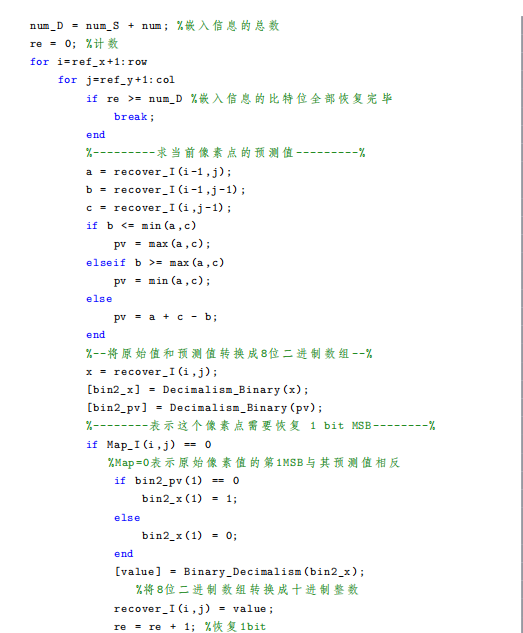 num_D = num_S + num; %嵌入信息的总数
re = 0; %计数
for i=ref_x+1:row
for j=ref_y+1:col
if re >= num_D %嵌入信息的比特位全部恢复完毕
break;
end
%---------求当前像素点的预测值---------%
a = recover_I(i-1,j);
b = recover_I(i-1,j-1);
c = recover_I(i,j-1);
if b <= min(a,c)
pv = max(a,c);
elseif b >= max(a,c)
pv = min(a,c);
else
pv = a + c - b;
end
%--将原始值和预测值转换成8位二进制数组--%
x = recover_I(i,j);
[bin2_x] = Decimalism_Binary(x);
[bin2_pv] = Decimalism_Binary(pv);
%--------表示这个像素点需要恢复 1 bit MSB--------%
if Map_I(i,j) == 0
%Map=0表示原始像素值的第1MSB与其预测值相反
if bin2_pv(1) == 0
bin2_x(1) = 1;
else
bin2_x(1) = 0;
end
[value] = Binary_Decimalism(bin2_x);
%将8位二进制数组转换成十进制整数
recover_I(i,j) = value;
re = re + 1; %恢复1bit